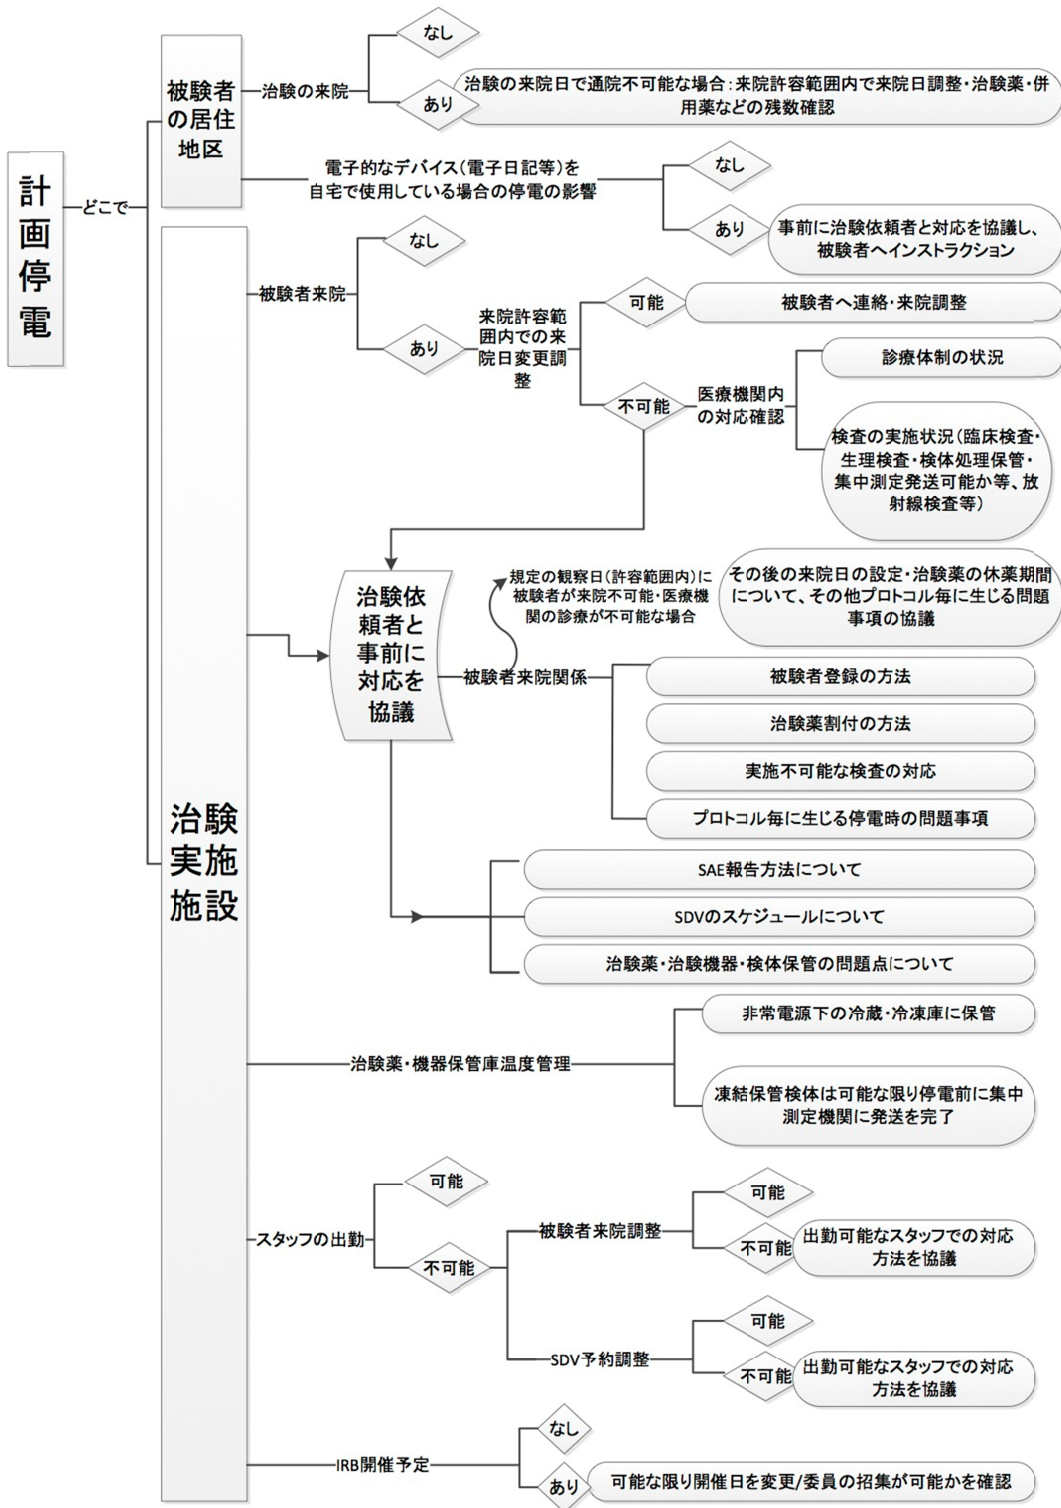 計画停電
どこで
被験者
の居住
地区
治験の来院
なし
あり
治験の来院日で通院不可能な場合：来院許容範囲内で来院日調整・治験薬・併
用薬などの残数確認
電子的なデバイス（電子日記等）を
自宅で使用している場合の停電の影響
なし
あり
事前に治験依頼者と対応を協議し、
被験者へインストラクション
治験
実施
施設
被験者来院
なし
あり
来院許容範
囲内での来
院日変更調
整
可能
被験者へ連絡・来院調整
不可能
医療機関内
の対応確認
診療体制の状況
検査の実施状況（臨床検査・
生理検査・検体処理保管・
集中測定発送可能か等、放
射線検査等）
治験依
頼者と
事前に
対応を
協議
規定の観察日（許容範囲内）に
被験者が来院不可能・医療機
関の診療が不可能な場合
その後の来院日の設定・治験薬の休薬期間
について、その他プロトコル毎に生じる問題
事項の協議
被験者来院関係
被験者登録の方法
治験薬割付の方法
実施不可能な検査の対応
プロトコル毎に生じる停電時の問題事項
SAE報告方法について
SDVのスケジュールについて
治験薬・治験機器・検体保管の問題点について
治験薬・機器保管庫温度管理
非常電源下の冷蔵・冷凍庫に保管
凍結保管検体は可能な限り停電前に集中
測定機関に発送を完了
スタッフの出勤
可能
不可能
被験者来院調整
可能
不可能
出勤可能なスタッフでの対応
方法を協議
SDV予約調整
可能
不可能
出勤可能なスタッフでの対応
方法を協議
IRB開催予定
なし
あり
可能な限り開催日を変更/委員の招集が可能かを確認